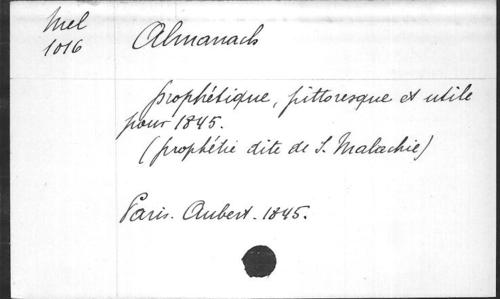 Mel
1016
Almanach
prophétique, pittoresque et utile
pour 1845.
(prophétie dite de S. Malachie)
Paris. Aubert. 1845.